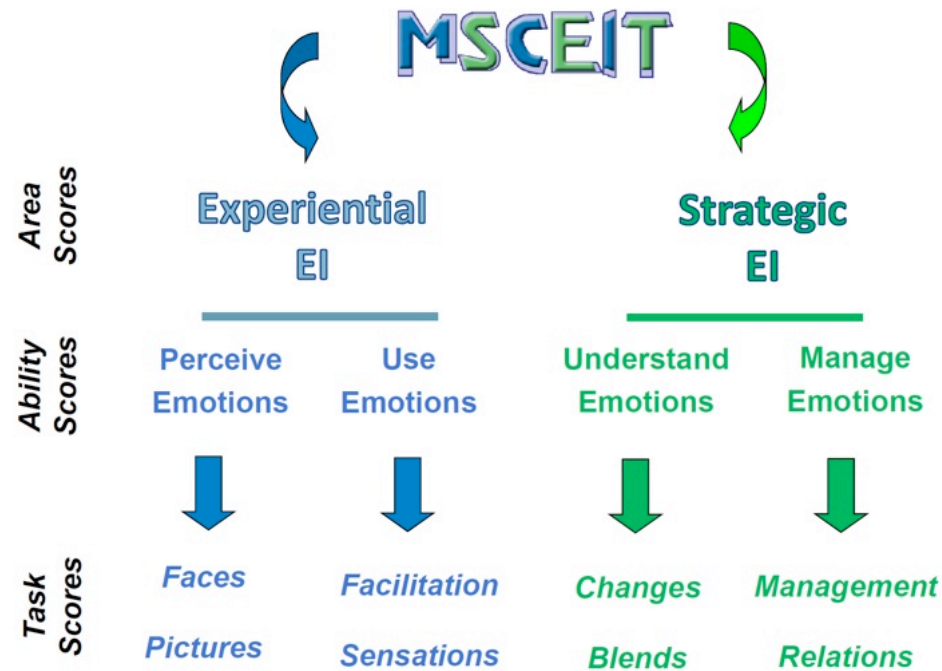 MSCEIT
Area
Scores
Experiential
EI
Strategic
EI
Ability
Scores
Perceive
Emotions
Use
Emotions
Understand
Emotions
Manage
Emotions
Task
Scores
Faces
Facilitation
Changes
Management
Pictures
Sensations
Blends
Relations